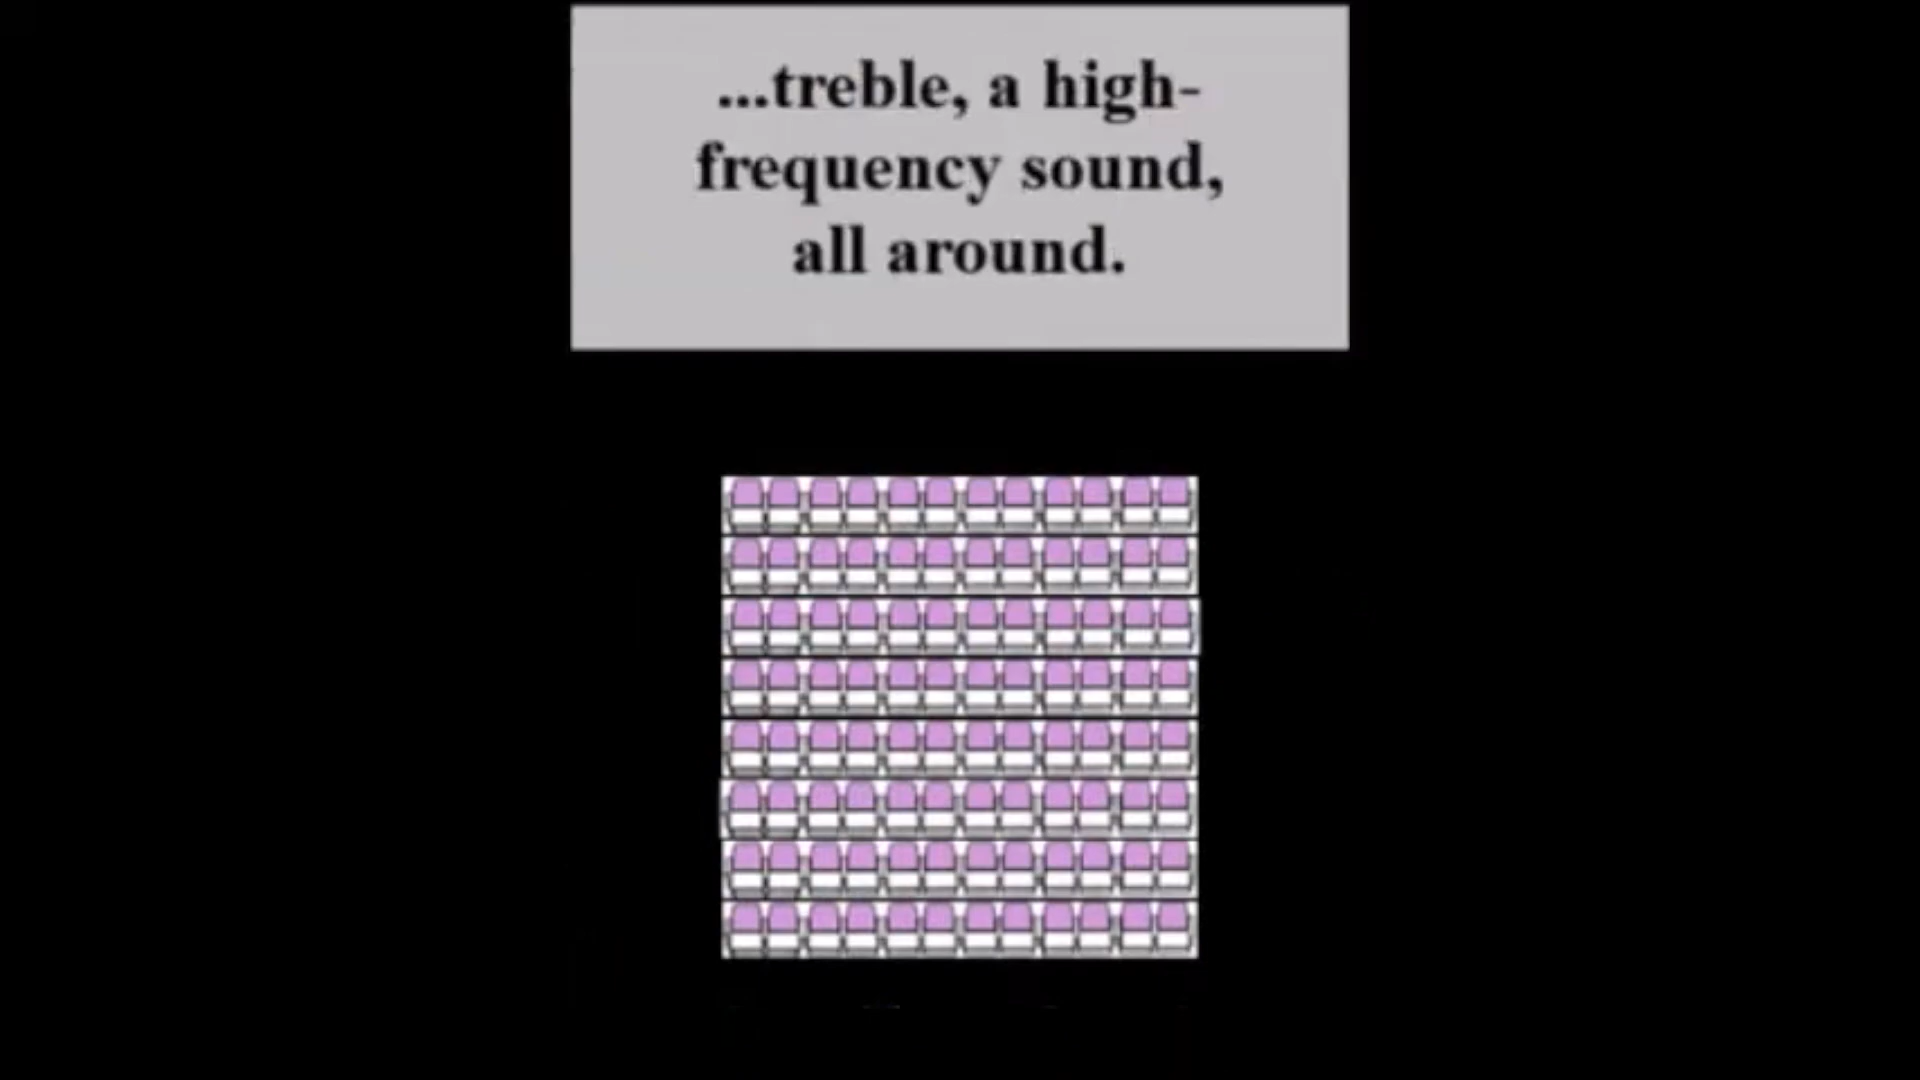 ...treble, a high-
frequency sound,
all around.